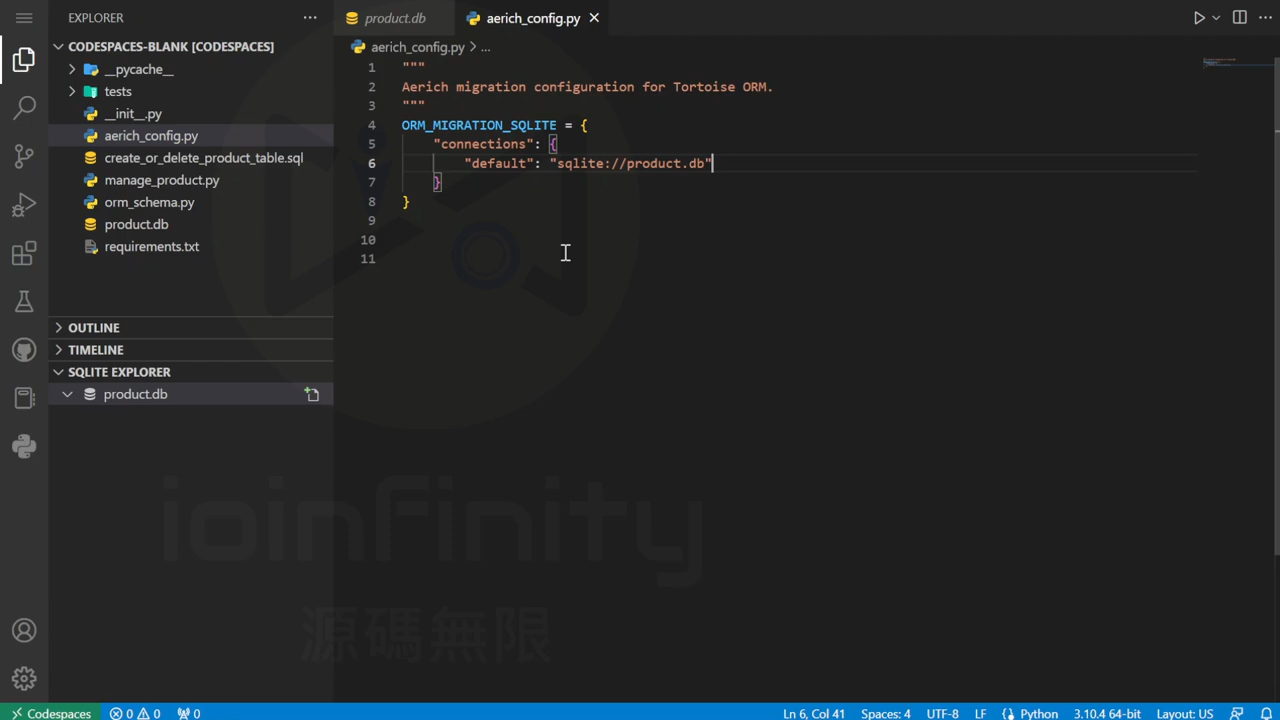 EXPLORER
CODESPACES-BLANK [CODESPACES]
__pycache__
tests
__init__.py
aerich_config.py
create_or_delete_product_table.sql
manage_product.py
orm_schema.py
product.db
requirements.txt
OUTLINE
TIMELINE
SQLITE EXPLORER
product.db
product.db
aerich_config.py
aerich_config.py > ...
1 """
2 Aerich migration configuration for Tortoise ORM.
3 """
4 ORM_MIGRATION_SQLITE = {
5 "connections": {
6 "default": "sqlite://product.db"
7 }
8 }
9
10
11
ioinfinity
源碼無限
Codespaces
0
0
0
Ln 6, Col 41
Spaces: 4
UTF-8
LF
Python
3.10.4 64-bit
Layout: US